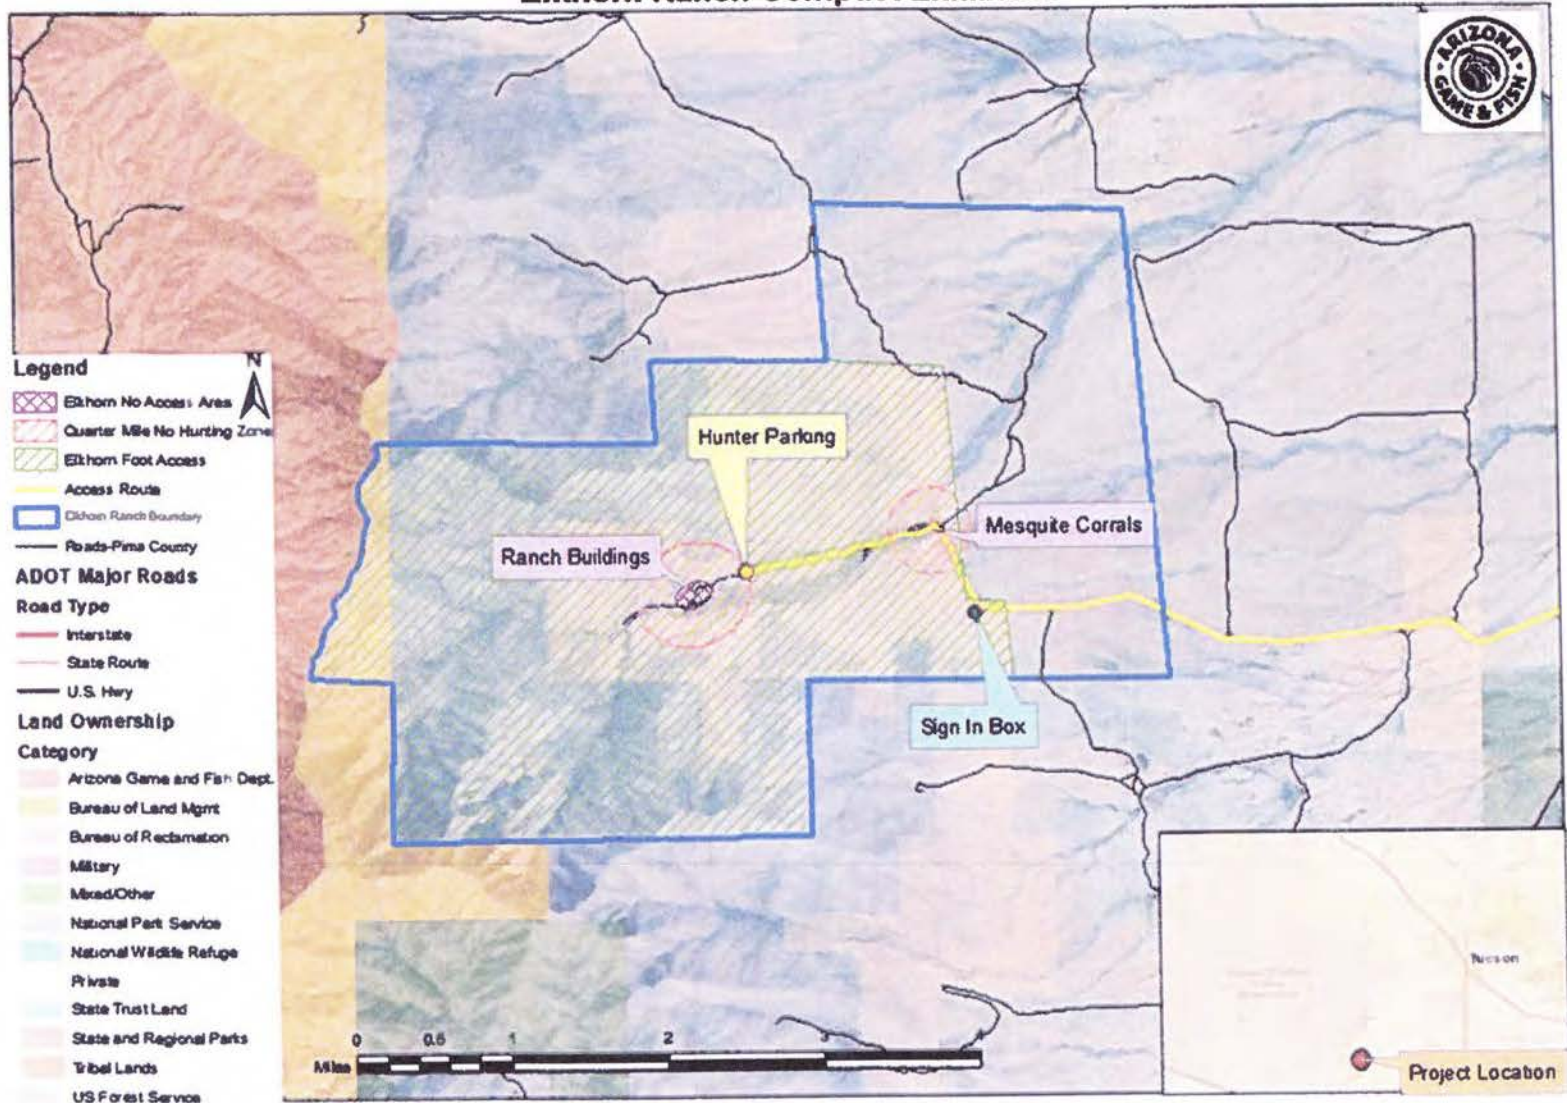 ARIZONA
GAME & FISH
Legend
N
Elkhorn No Access Area
Quarter Mile No Hunting Zone
Elkhorn Foot Access
Access Route
Elkhorn Ranch Boundary
Roads-Pima County
ADOT Major Roads
Road Type
Interstate
State Route
U.S. Hwy
Land Ownership
Category
Arizona Game and Fish Dept.
Bureau of Land Mgmt
Bureau of Reclamation
Military
Mixed/Other
National Park Service
National Wildlife Refuge
Private
State Trust Land
State and Regional Parks
Tribal Lands
US Forest Service
Hunter Parking
Ranch Buildings
Mesquite Corrals
Sign In Box
0 0.5 1 2 3
Miles
Tucson
Project Location